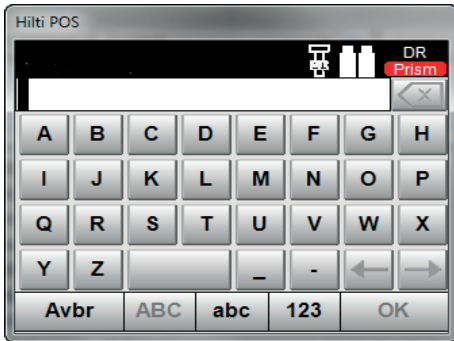 Hilti POS
DR
Prism
A B C D E F G H
I J K L M N O P
Q R S T U V W X
Y Z _ -
Avbr ABC abc 123 OK